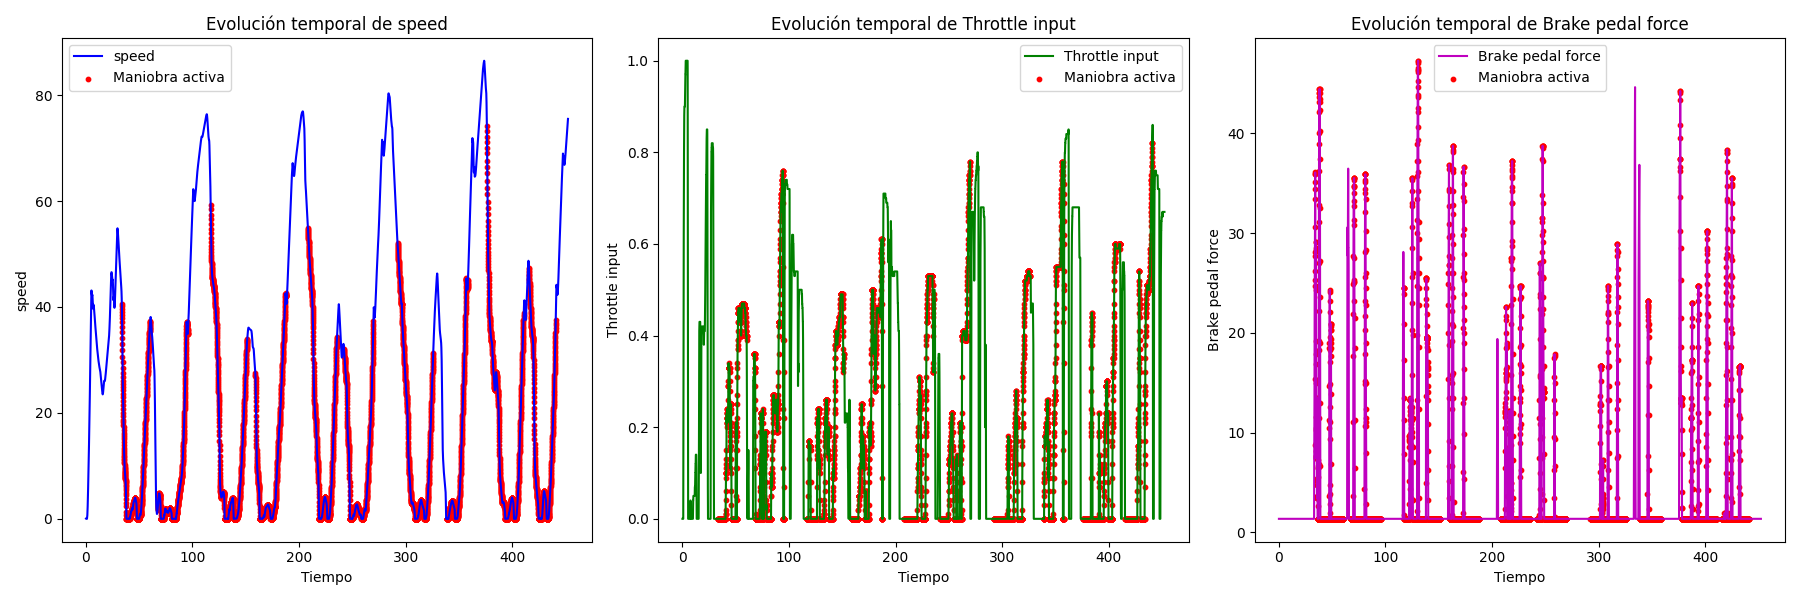 Evolución temporal de speed
speed
Maniobra activa
80
60
40
20
0
speed
0
100
200
300
400
Tiempo
Evolución temporal de Throttle input
Throttle input
Maniobra activa
1.0
0.8
0.6
0.4
0.2
0.0
Throttle input
0
100
200
300
400
Tiempo
Evolución temporal de Brake pedal force
Brake pedal force
Maniobra activa
40
30
20
10
0
Brake pedal force
0
100
200
300
400
Tiempo